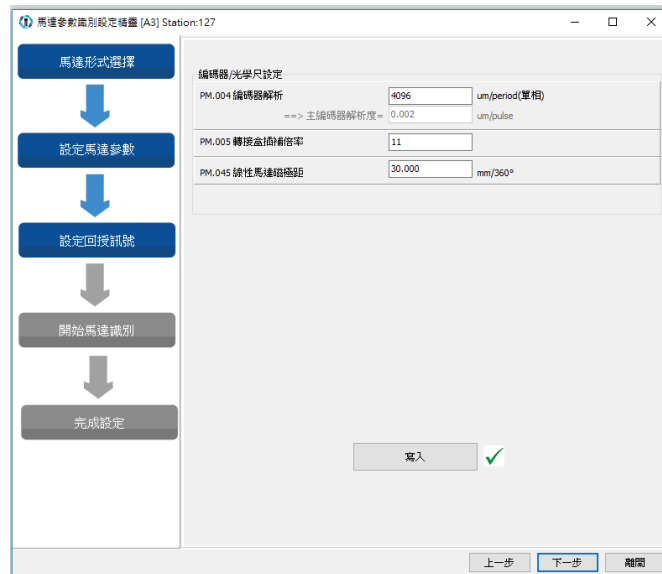 馬達參數識別設定精靈 [A3] Station:127
馬達形式選擇
設定馬達參數
設定回授訊號
開始馬達識別
完成設定
編碼器/光學尺設定
PM.004 編碼器解析 4096 um/period(單相)
==> 主編碼器解析度= 0.002 um/pulse
PM.005 轉接盒插補倍率 11
PM.045 線性馬達磁極距 30.000 mm/360°
寫入
上一步 下一步 離開